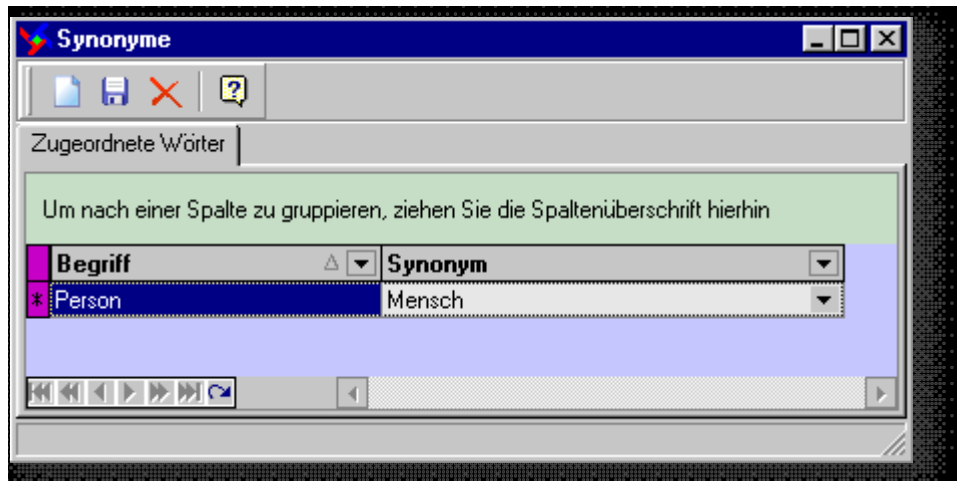 Synonyme
?
Zugeordnete Wörter
Um nach einer Spalte zu gruppieren, ziehen Sie die Spaltenüberschrift hierhin
Begriff Synonym
* Person Mensch